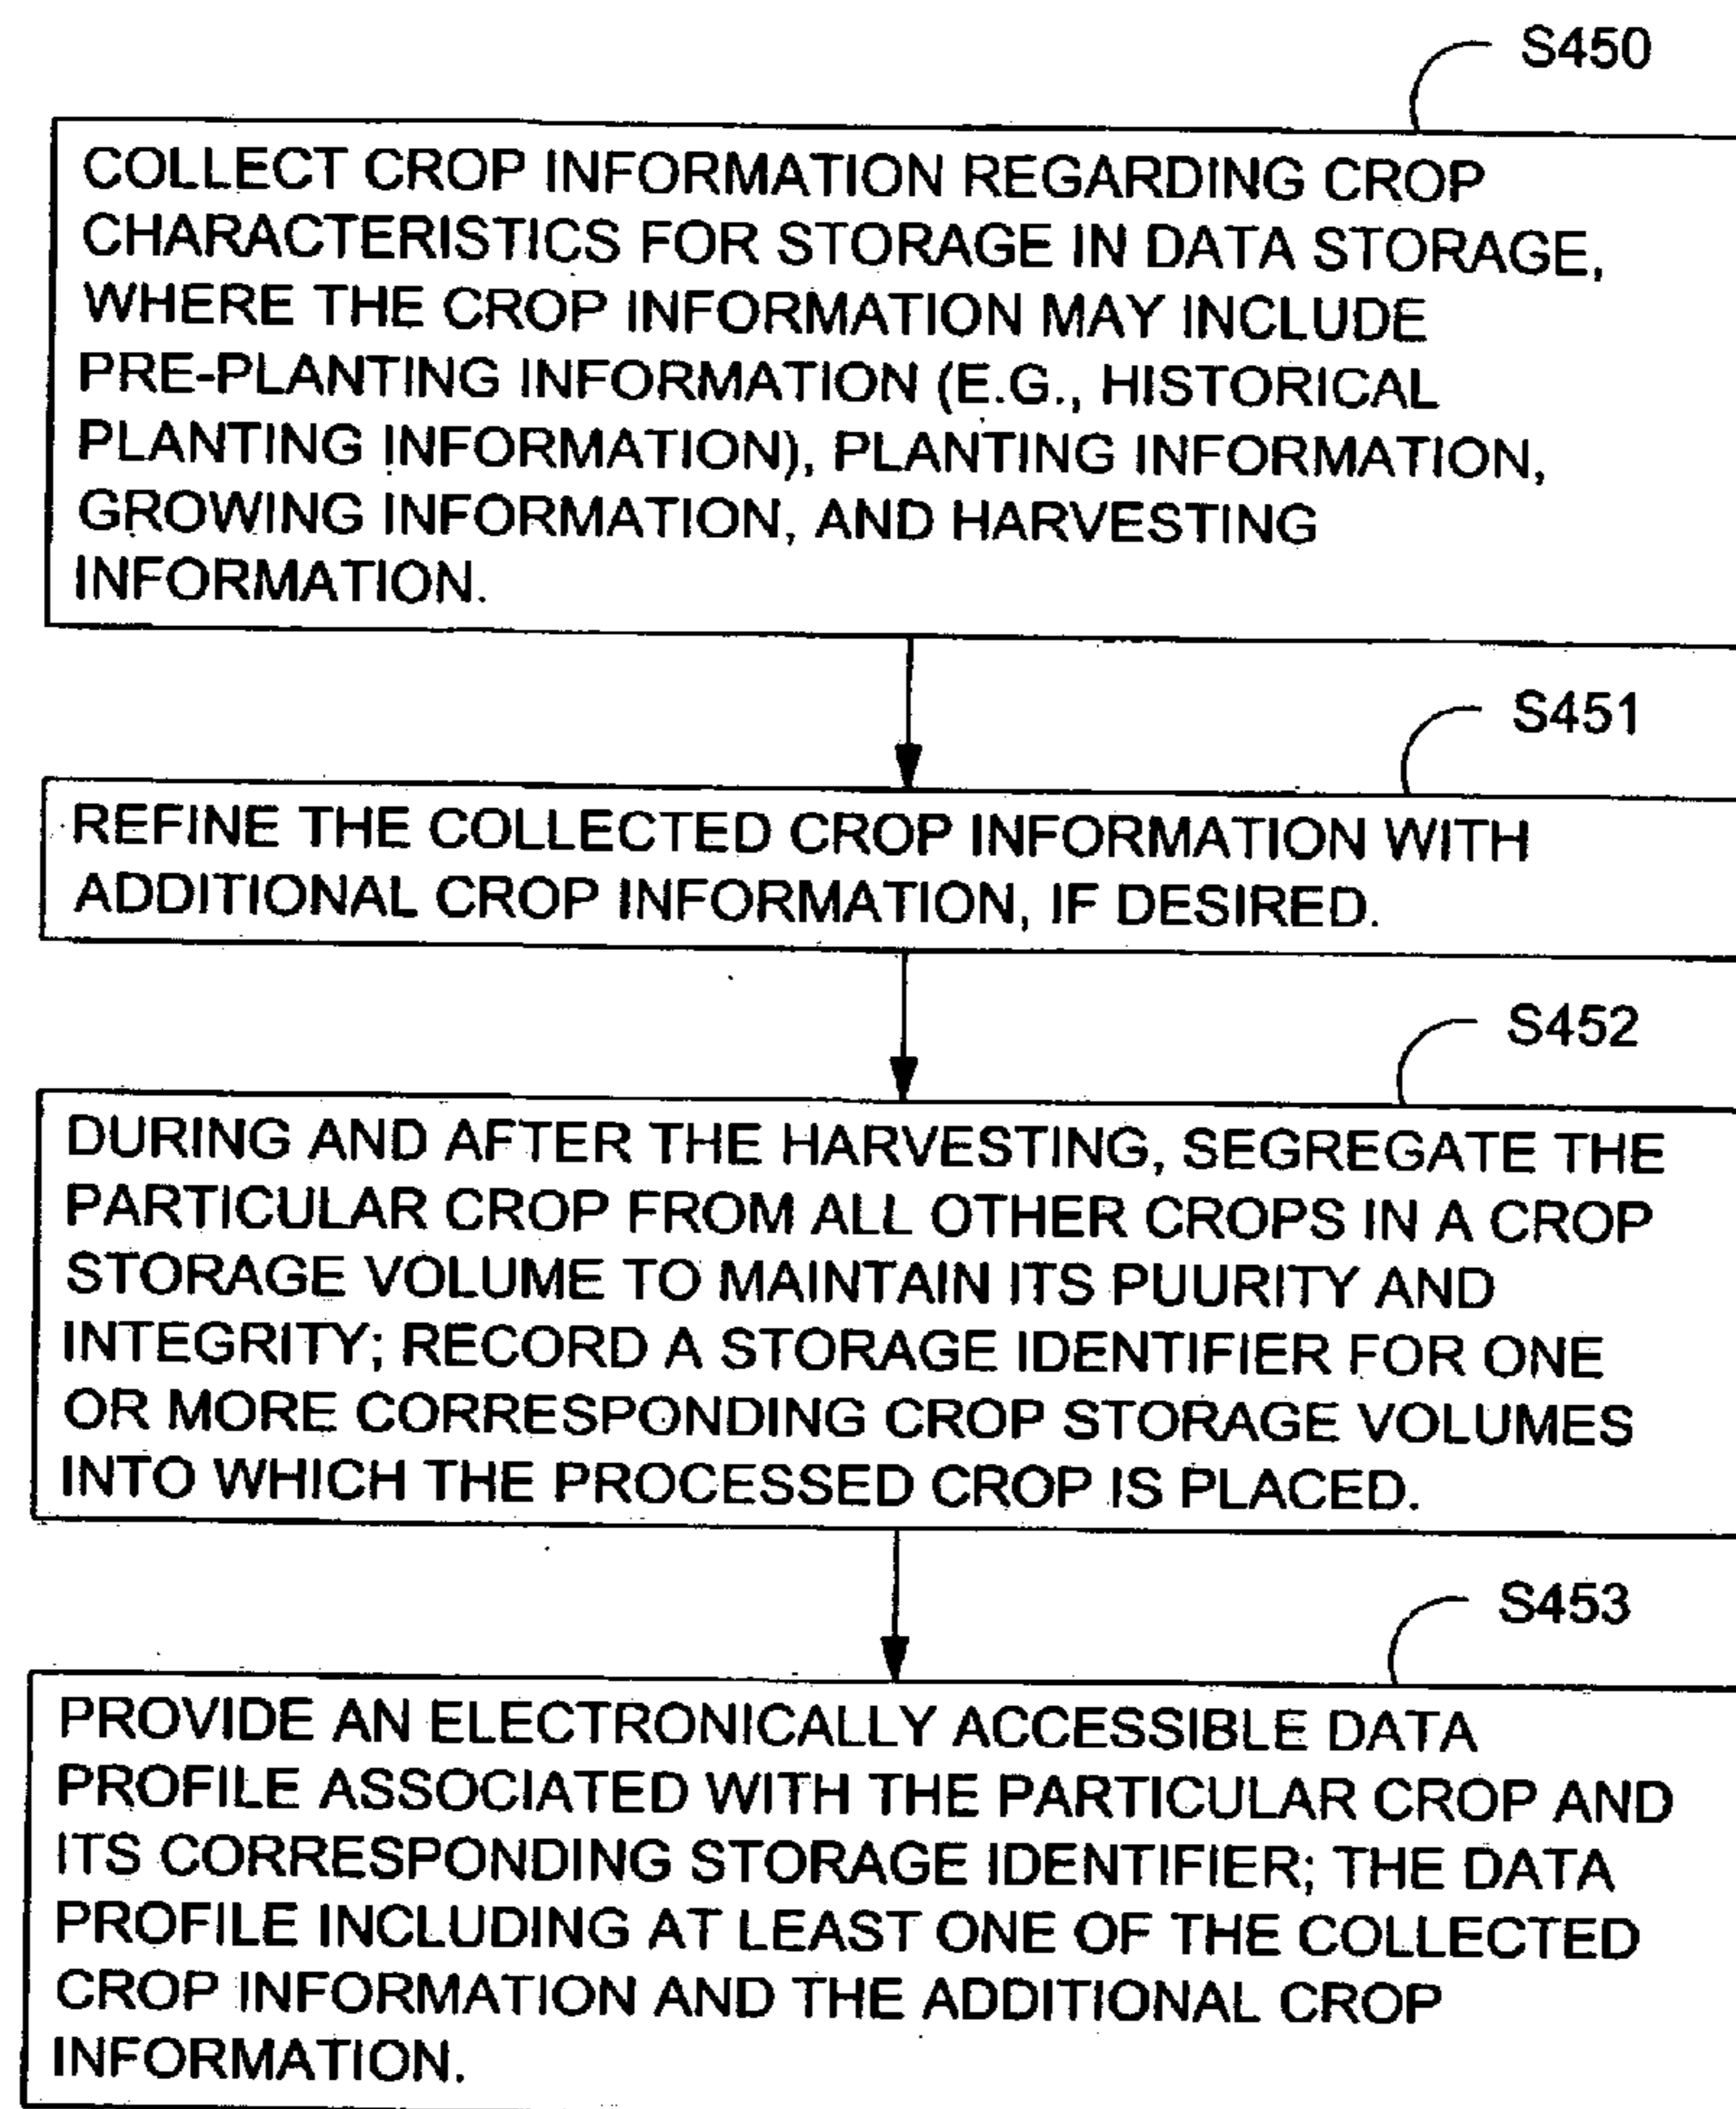 S450
COLLECT CROP INFORMATION REGARDING CROP
CHARACTERISTICS FOR STORAGE IN DATA STORAGE,
WHERE THE CROP INFORMATION MAY INCLUDE
PRE-PLANTING INFORMATION (E.G., HISTORICAL
PLANTING INFORMATION), PLANTING INFORMATION,
GROWING INFORMATION, AND HARVESTING
INFORMATION.
S451
REFINE THE COLLECTED CROP INFORMATION WITH
ADDITIONAL CROP INFORMATION, IF DESIRED.
S452
DURING AND AFTER THE HARVESTING, SEGREGATE THE
PARTICULAR CROP FROM ALL OTHER CROPS IN A CROP
STORAGE VOLUME TO MAINTAIN ITS PUURITY AND
INTEGRITY; RECORD A STORAGE IDENTIFIER FOR ONE
OR MORE CORRESPONDING CROP STORAGE VOLUMES
INTO WHICH THE PROCESSED CROP IS PLACED.
S453
PROVIDE AN ELECTRONICALLY ACCESSIBLE DATA
PROFILE ASSOCIATED WITH THE PARTICULAR CROP AND
ITS CORRESPONDING STORAGE IDENTIFIER; THE DATA
PROFILE INCLUDING AT LEAST ONE OF THE COLLECTED
CROP INFORMATION AND THE ADDITIONAL CROP
INFORMATION.